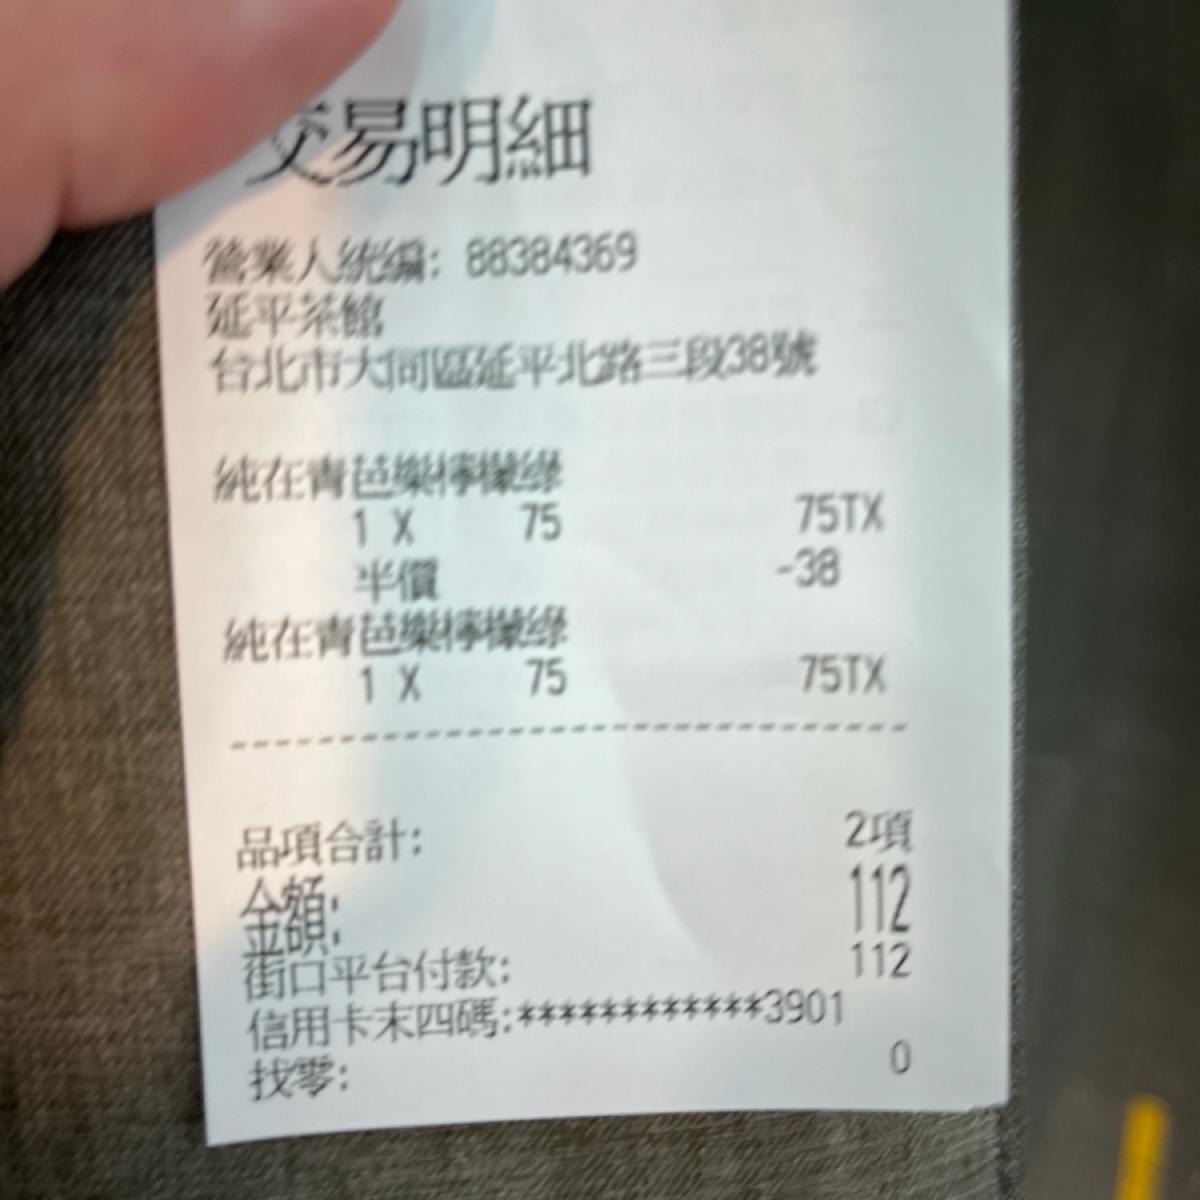 交易明細
營業人統編: 88384369
延平茶館
台北市大同區延平北路三段38號
純在青芭樂檸檬綠
1 X 75 75TX
半價 -38
純在青芭樂檸檬綠
1 X 75 75TX
--------------------------------
品項合計: 2項
金額: 112
街口平台付款: 112
信用卡末四碼:************3901
找零: 0